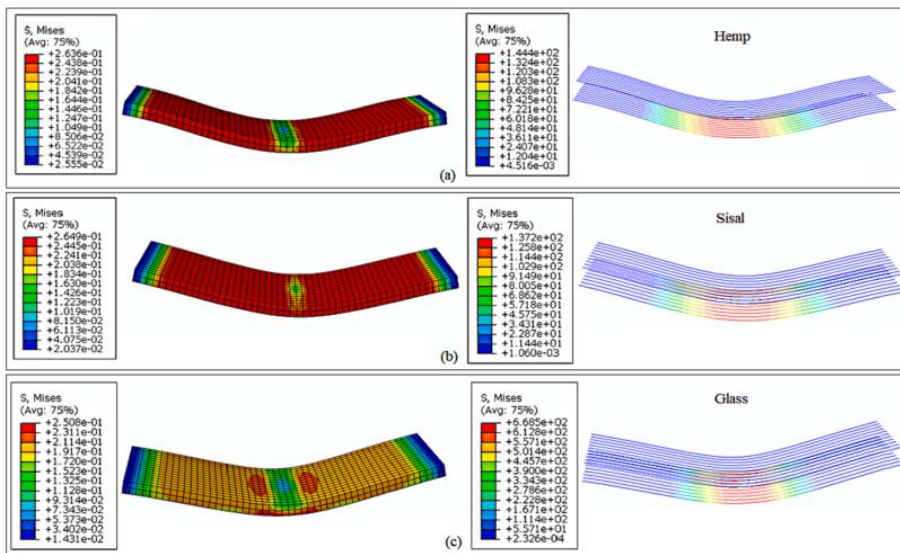 S, Mises
(Avg: 75%)
+2.636e-01
+2.438e-01
+2.239e-01
+2.041e-01
+1.842e-01
+1.644e-01
+1.446e-01
+1.247e-01
+1.049e-01
+8.506e-02
+6.522e-02
+4.539e-02
+2.555e-02
S, Mises
(Avg: 75%)
+1.444e+02
+1.324e+02
+1.203e+02
+1.083e+02
+9.628e+01
+8.425e+01
+7.221e+01
+6.018e+01
+4.814e+01
+3.611e+01
+2.407e+01
+1.204e+01
+4.516e-03
Hemp
(a)
S, Mises
(Avg: 75%)
+2.649e-01
+2.445e-01
+2.241e-01
+2.038e-01
+1.834e-01
+1.630e-01
+1.426e-01
+1.223e-01
+1.019e-01
+8.150e-02
+6.113e-02
+4.075e-02
+2.037e-02
S, Mises
(Avg: 75%)
+1.372e+02
+1.258e+02
+1.144e+02
+1.029e+02
+9.149e+01
+8.005e+01
+6.862e+01
+5.718e+01
+4.575e+01
+3.431e+01
+2.287e+01
+1.144e+01
+1.060e-03
Sisal
(b)
S, Mises
(Avg: 75%)
+2.508e-01
+2.311e-01
+2.114e-01
+1.917e-01
+1.720e-01
+1.523e-01
+1.325e-01
+1.128e-01
+9.314e-02
+7.343e-02
+5.373e-02
+3.402e-02
+1.431e-02
S, Mises
(Avg: 75%)
+6.685e+02
+6.128e+02
+5.571e+02
+5.014e+02
+4.457e+02
+3.900e+02
+3.343e+02
+2.786e+02
+2.228e+02
+1.671e+02
+1.114e+02
+5.571e+01
+2.326e-04
Glass
(c)